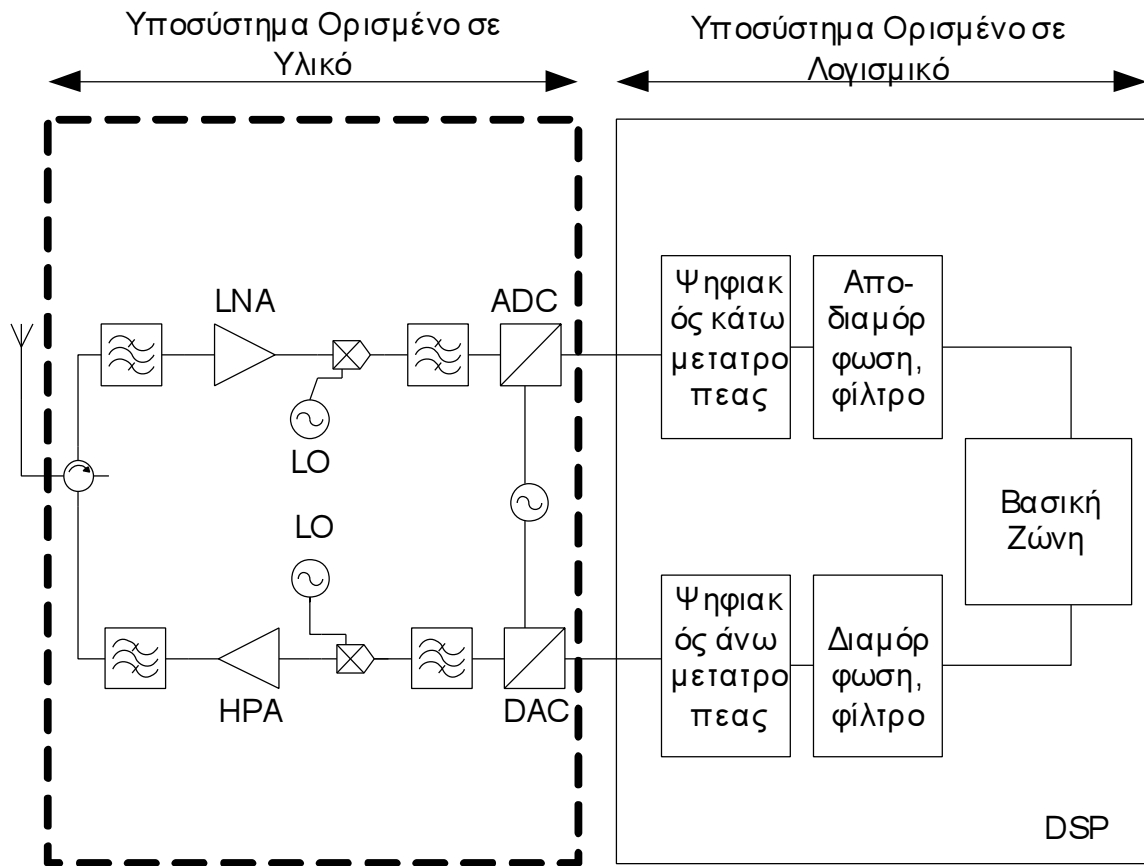 Υποσύστημα Ορισμένο σε
Υλικό
Υποσύστημα Ορισμένο σε
Λογισμικό
LNA
ADC
LO
LO
HPA
DAC
Ψηφιακ
ός κάτω
μετατρο
πεας
Απο-
διαμόρ
φωση,
φίλτρο
Βασική
Ζώνη
Ψηφιακ
ός άνω
μετατρο
πεας
Διαμόρ
φωση,
φίλτρο
DSP